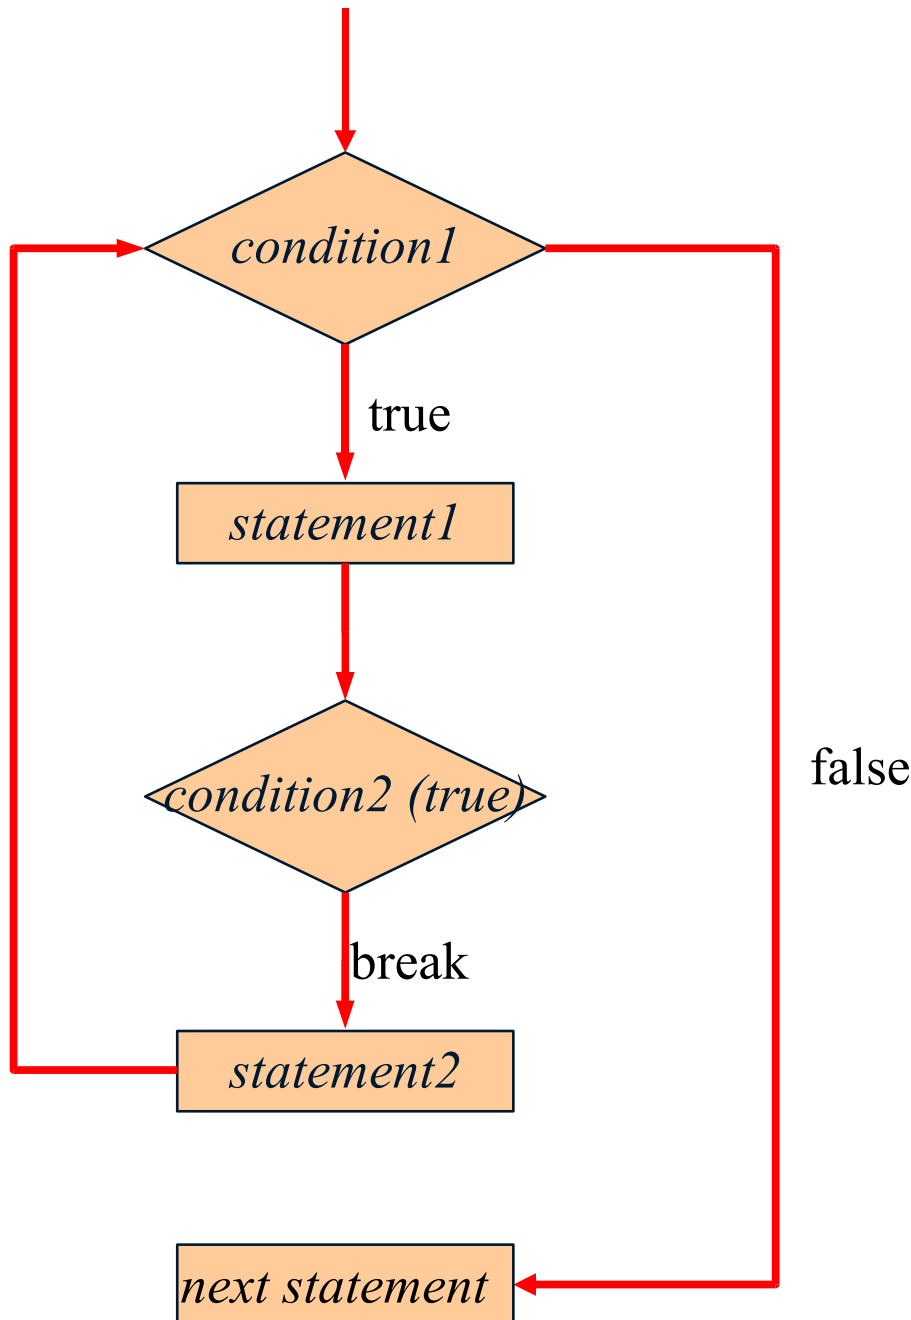 condition1
true
statement1
false
condition2 (true)
break
statement2
next statement